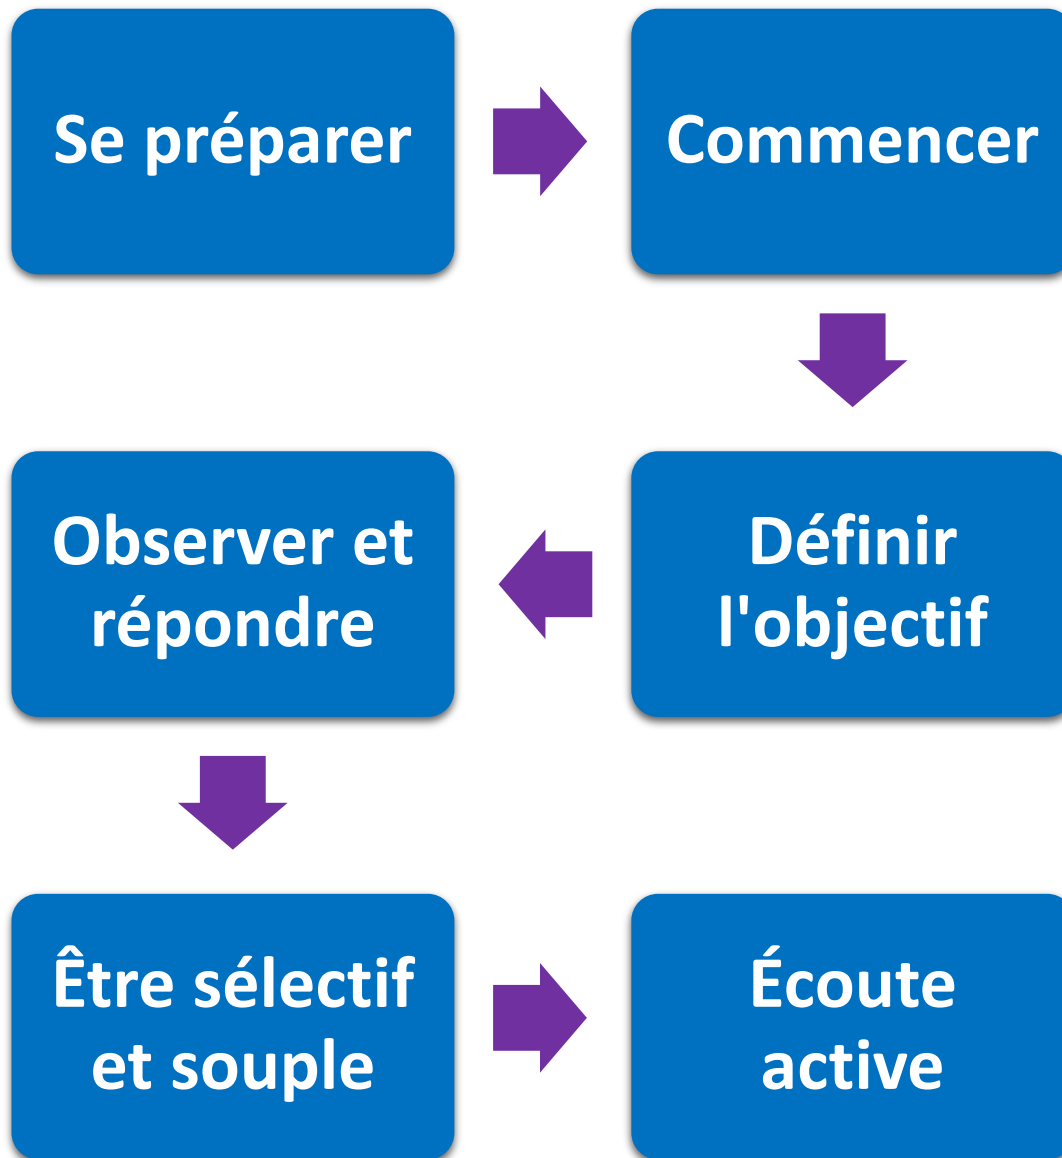 Se préparer
Commencer
Définir
l'objectif
Observer et
répondre
Être sélectif
et souple
Écoute
active